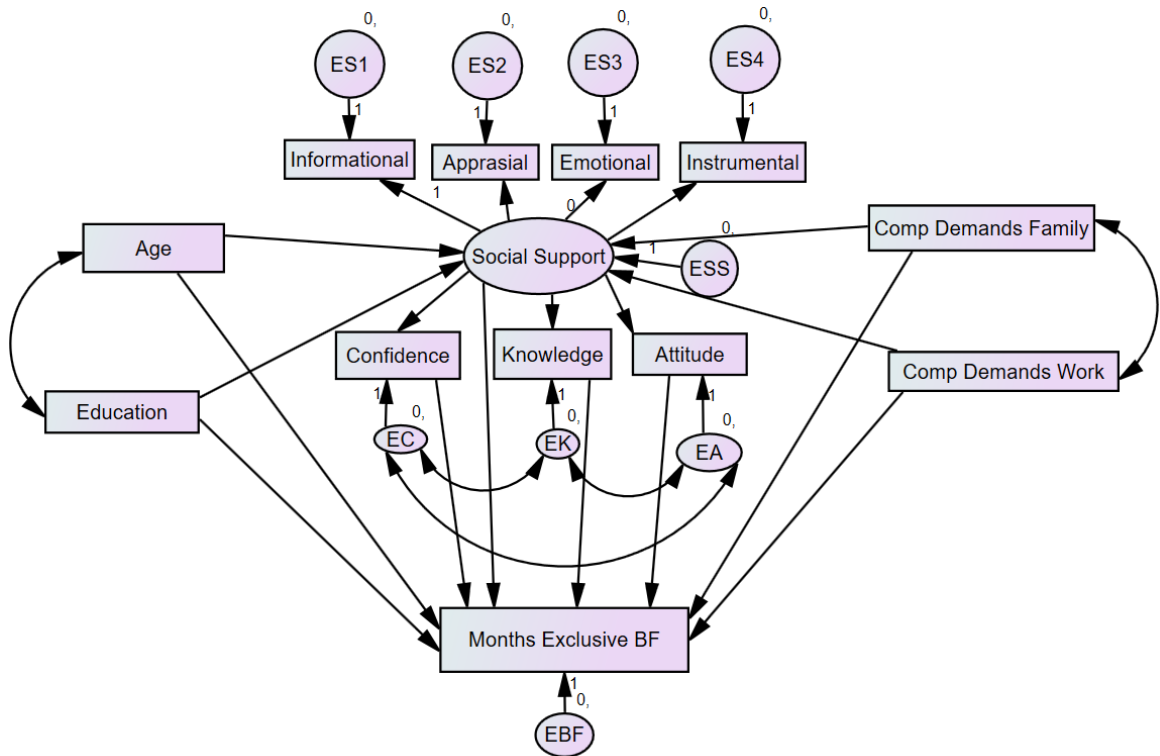 0,
0,
0,
0,
ES1
ES2
ES3
ES4
1
1
1
1
Informational
Apprasial
Emotional
Instrumental
1
0,
0,
Age
Social Support
1
ESS
Comp Demands Family
Confidence
Knowledge
Attitude
Comp Demands Work
Education
1
1
1
0,
0,
0,
EC
EK
EA
Months Exclusive BF
1
0,
EBF